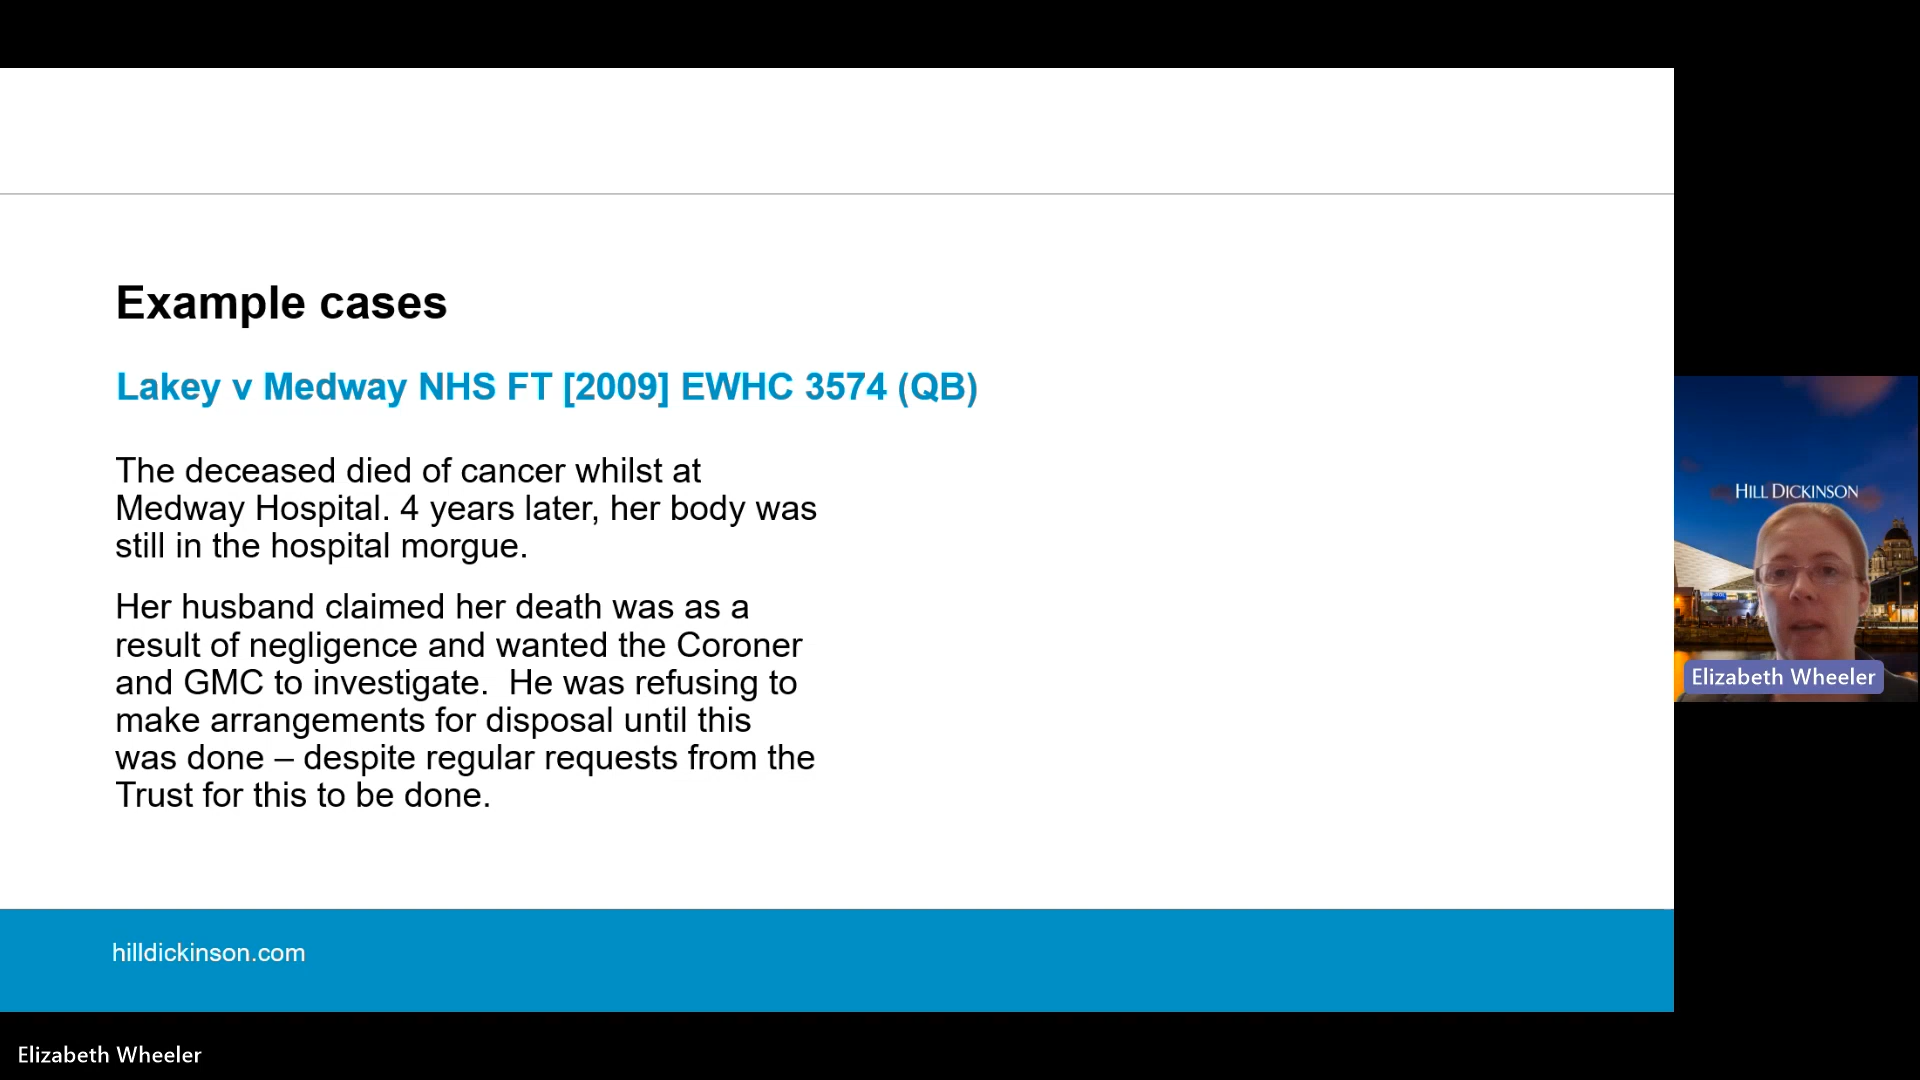 Example cases
Lakey v Medway NHS FT [2009] EWHC 3574 (QB)
The deceased died of cancer whilst at
Medway Hospital. 4 years later, her body was
still in the hospital morgue.
Her husband claimed her death was as a
result of negligence and wanted the Coroner
and GMC to investigate.  He was refusing to
make arrangements for disposal until this
was done – despite regular requests from the
Trust for this to be done.
hilldickinson.com
HILL DICKINSON
Elizabeth Wheeler
Elizabeth Wheeler